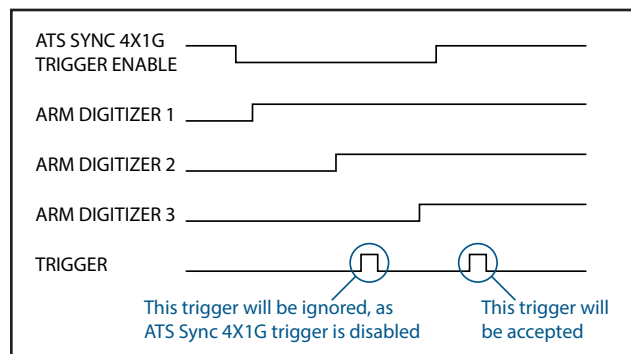 ATS SYNC 4X1G
TRIGGER ENABLE
ARM DIGITIZER 1
ARM DIGITIZER 2
ARM DIGITIZER 3
TRIGGER
This trigger will be ignored, as
ATS Sync 4X1G trigger is disabled
This trigger will
be accepted